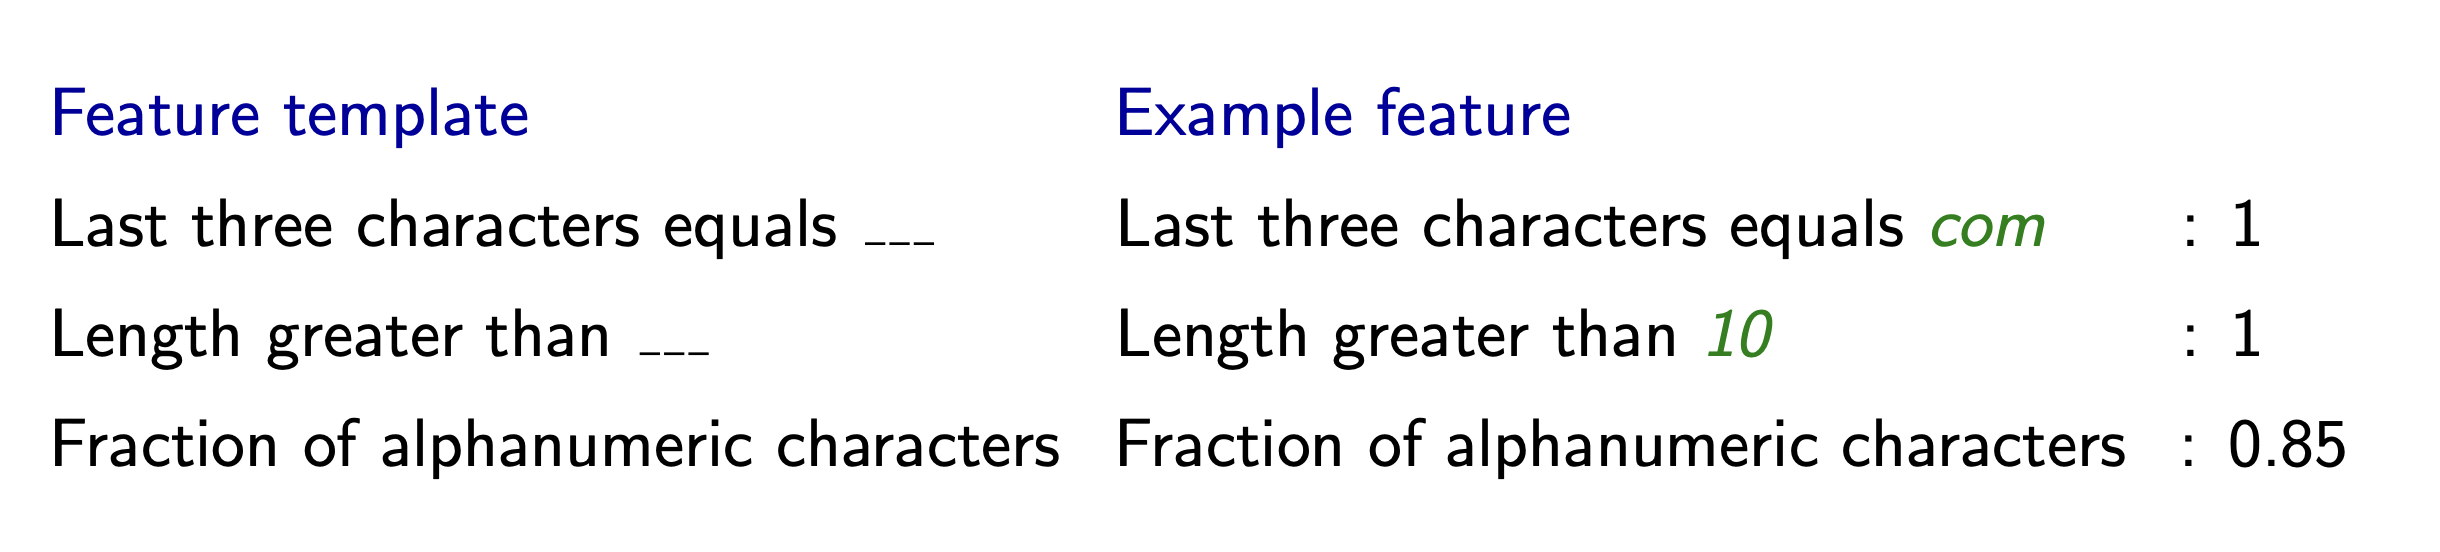 Feature template Example feature
Last three characters equals ___ Last three characters equals com : 1
Length greater than ___ Length greater than 10 : 1
Fraction of alphanumeric characters Fraction of alphanumeric characters : 0.85